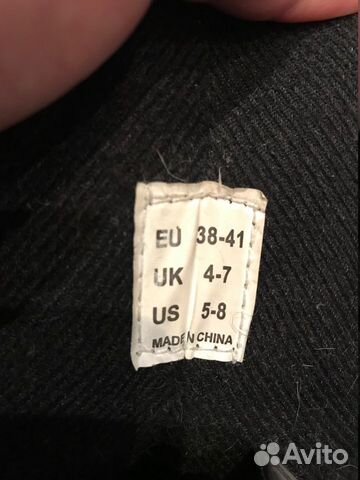 EU 38-41
UK 4-7
US 5-8
MADE IN CHINA
Avito